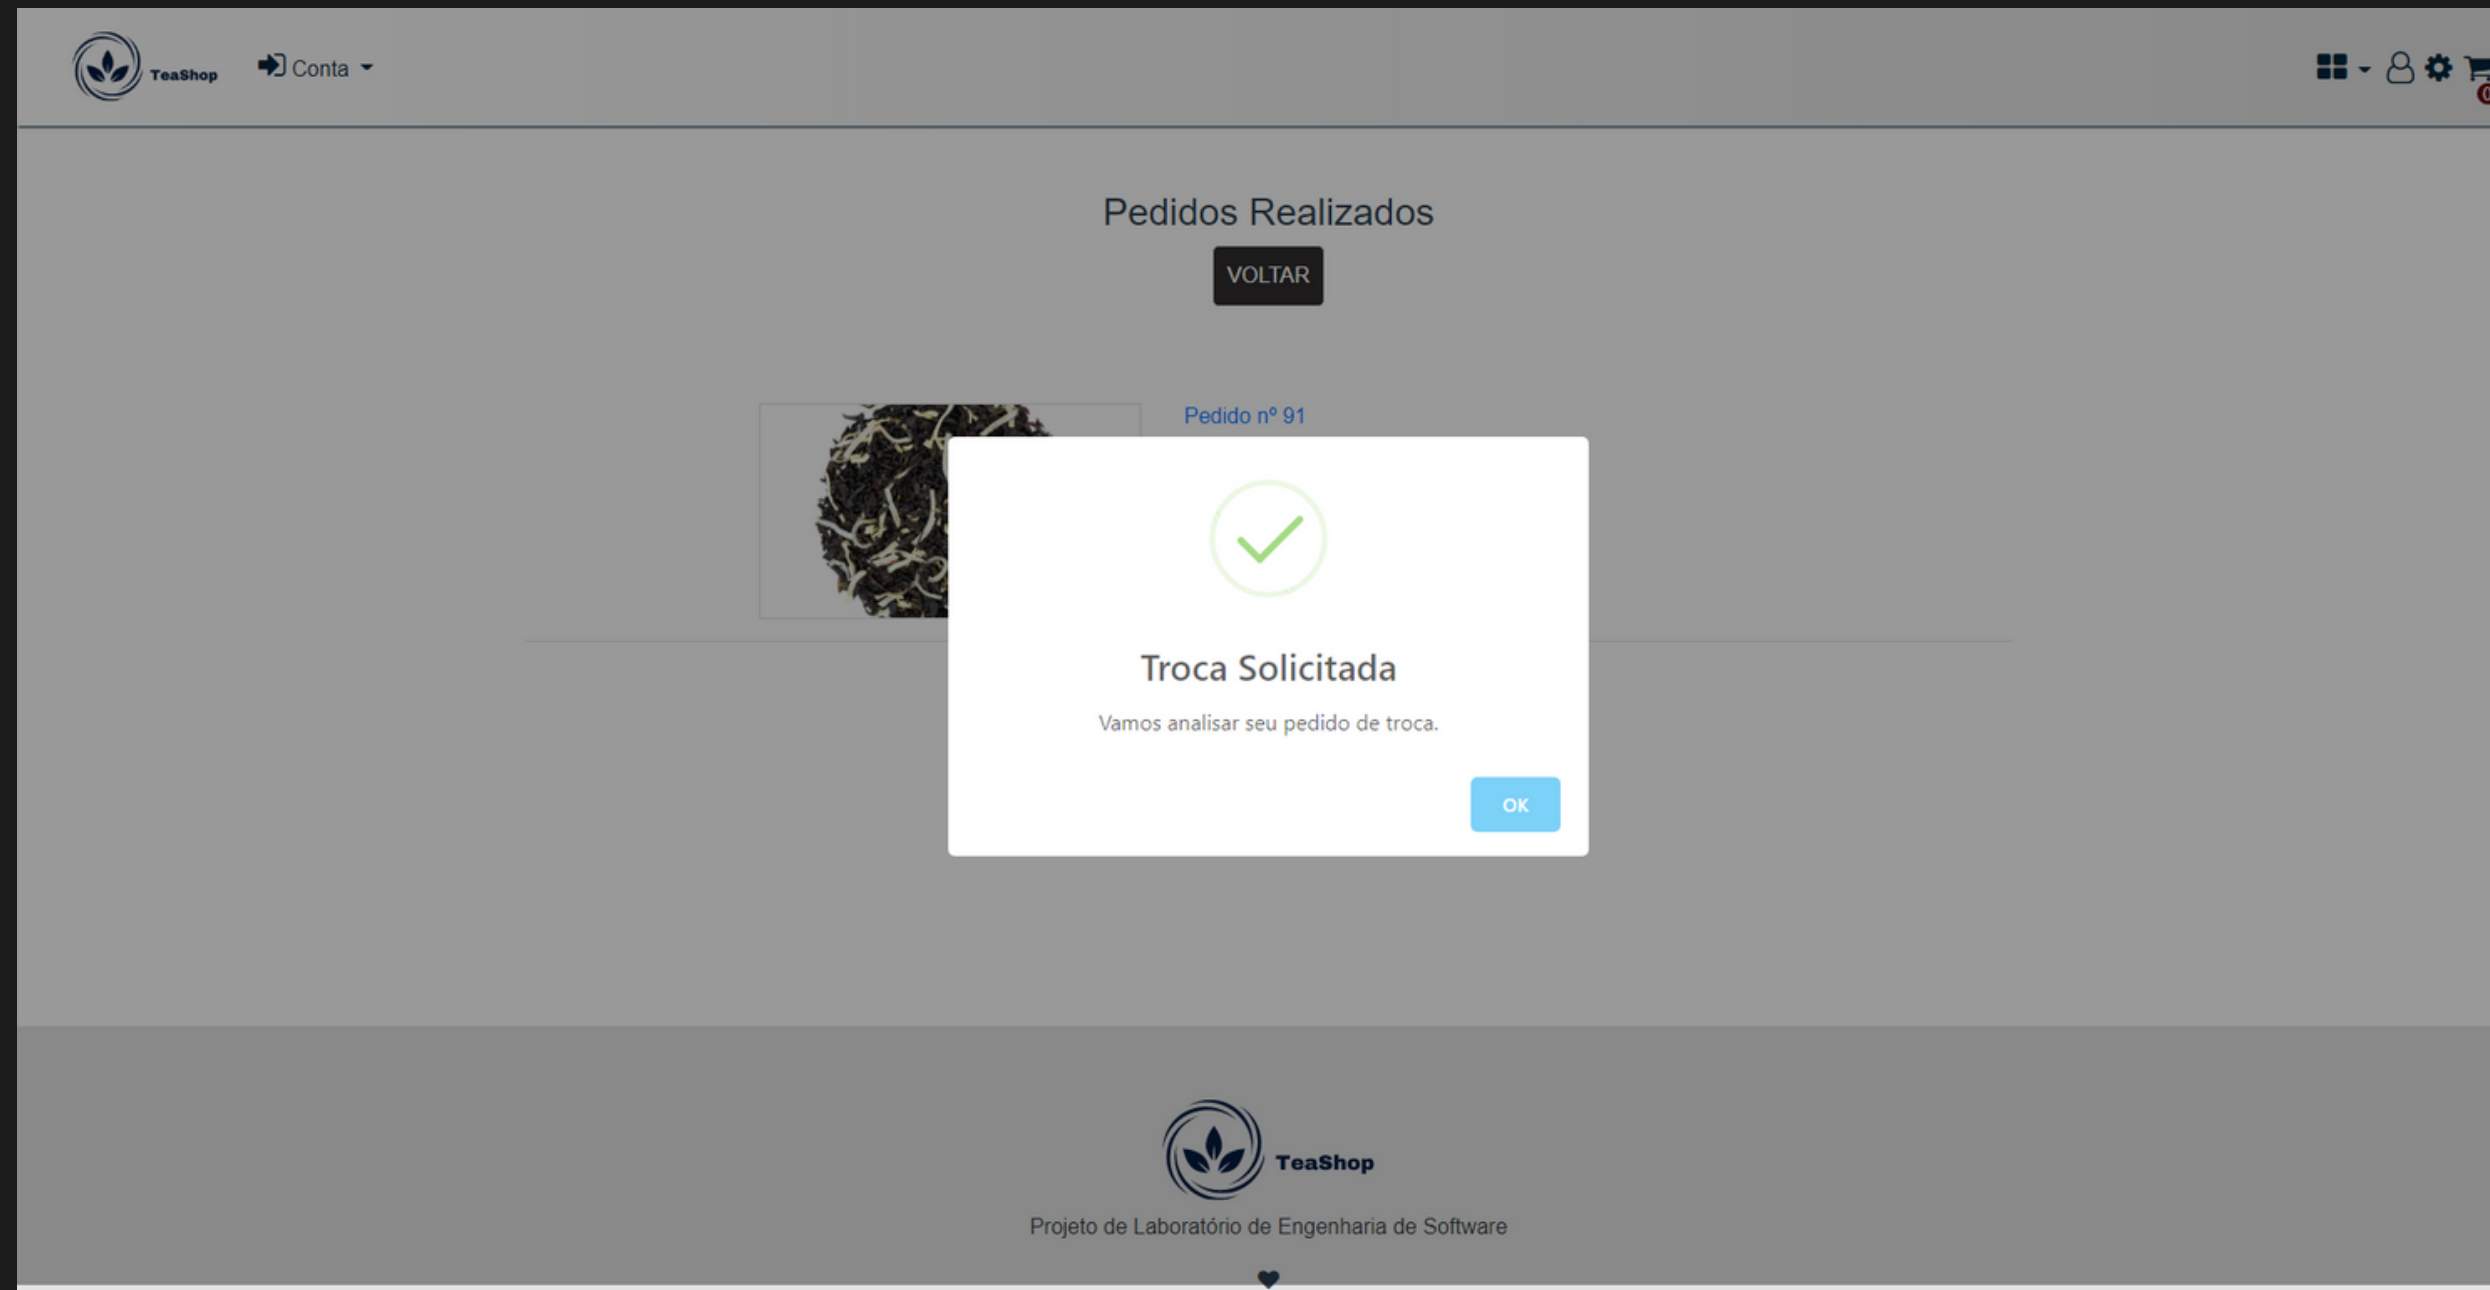 TeaShop
Conta
Pedidos Realizados
VOLTAR
Pedido nº 91
Troca Solicitada
Vamos analisar seu pedido de troca.
OK
TeaShop
Projeto de Laboratório de Engenharia de Software